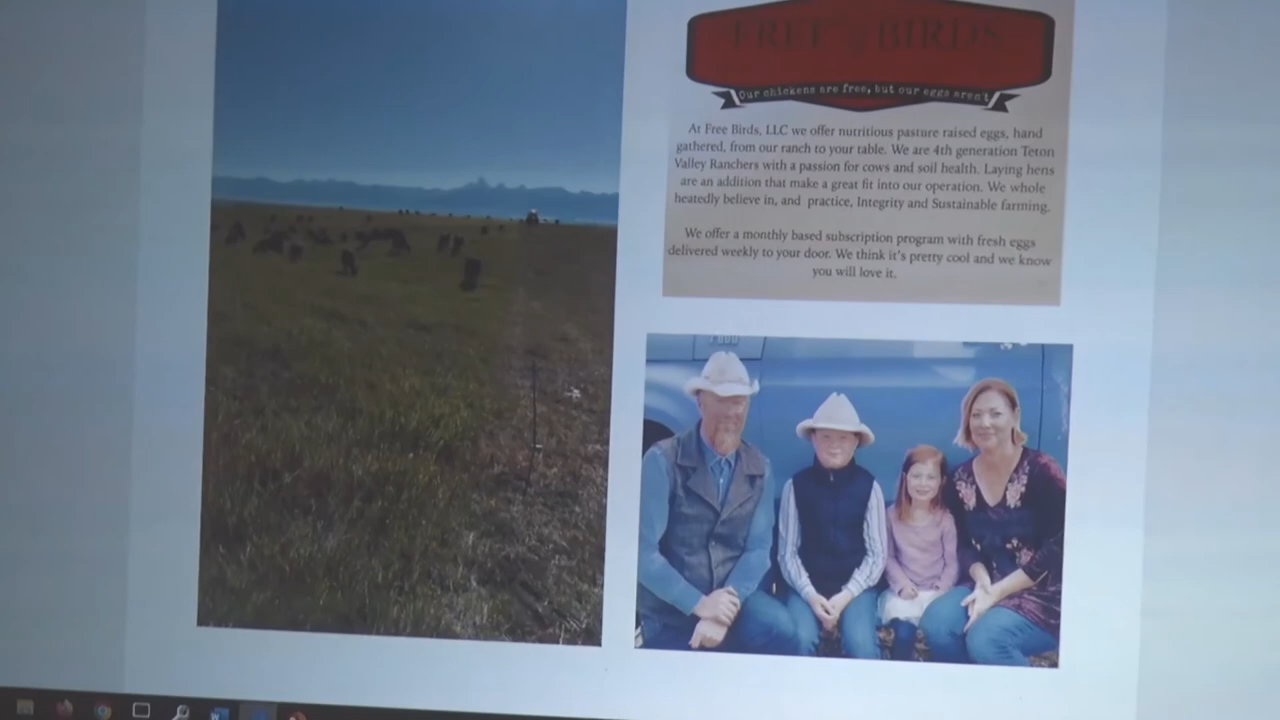 FREE BIRDS
Our chickens are free, but our eggs aren't
At Free Birds, LLC we offer nutritious pasture raised eggs, hand
gathered, from our ranch to your table. We are 4th generation Teton
Valley Ranchers with a passion for cows and soil health. Laying hens
are an addition that make a great fit into our operation. We whole
heatedly believe in, and practice, Integrity and Sustainable farming.
We offer a monthly based subscription program with fresh eggs
delivered weekly to your door. We think it's pretty cool and we know
you will love it.